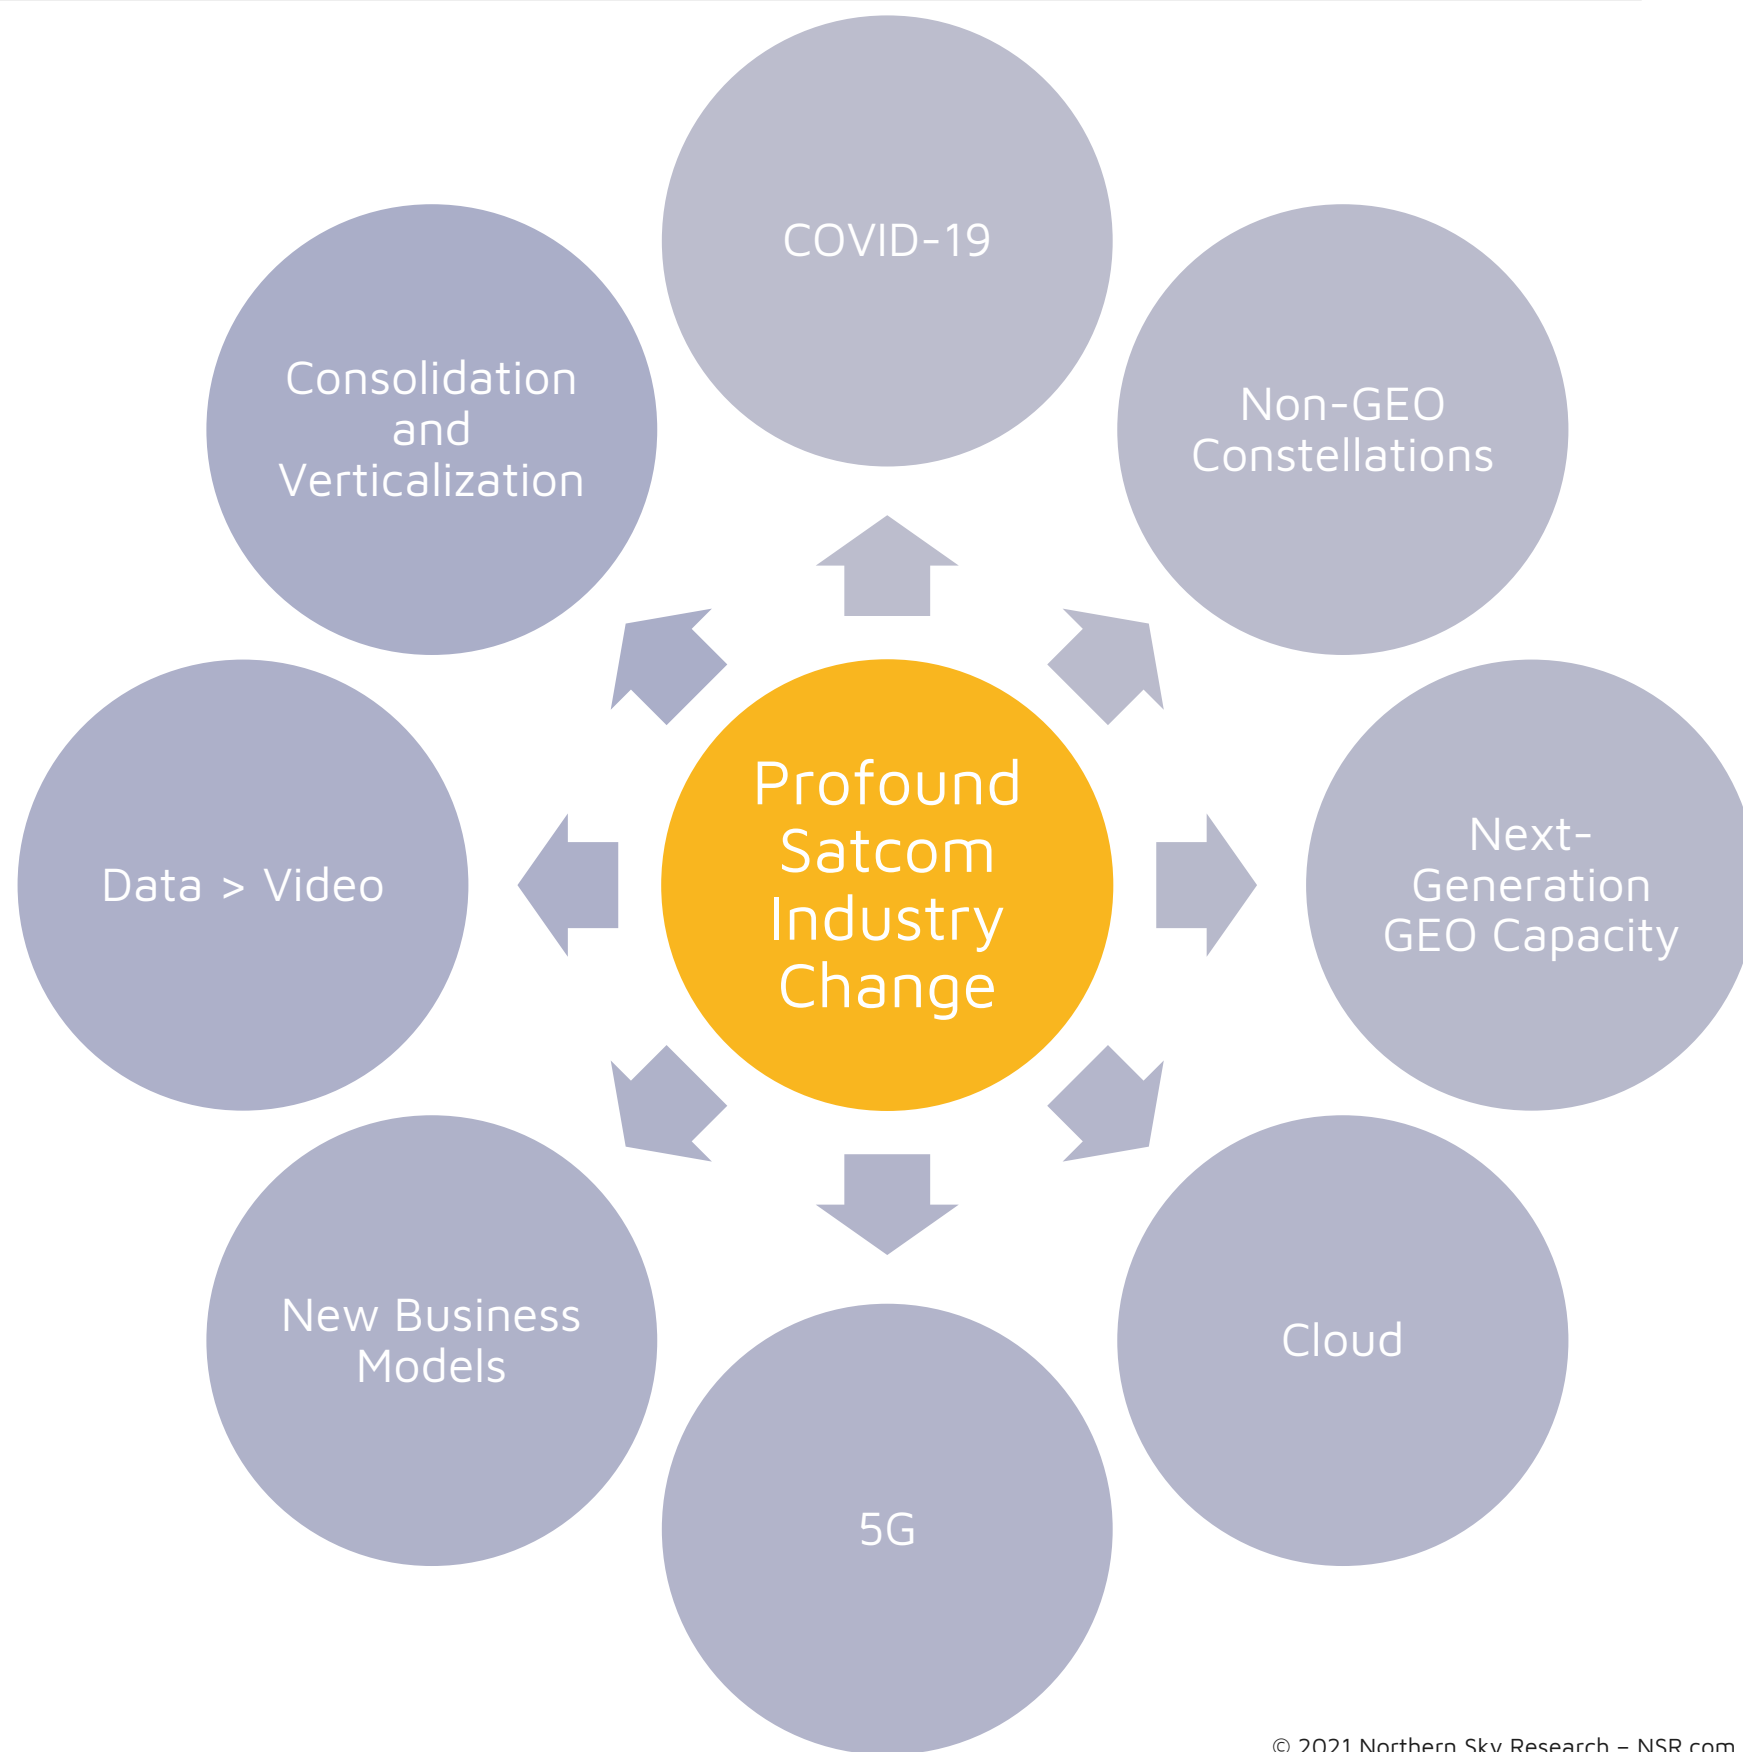 COVID-19
Non-GEO
Constellations
Next-
Generation
GEO Capacity
Cloud
5G
New Business
Models
Data > Video
Consolidation
and
Verticalization
Profound
Satcom
Industry
Change
© 2021 Northern Sky Research – NSR.com